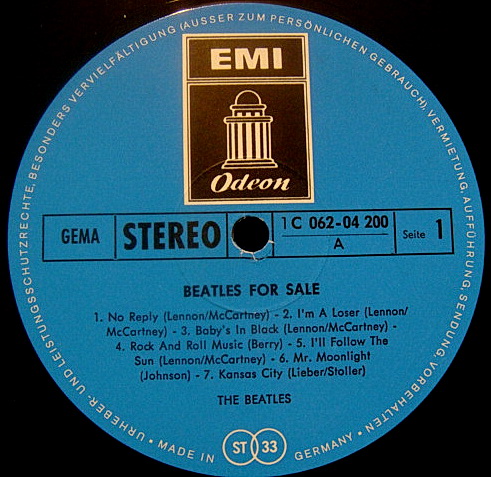 URHEBER- UND LEISTUNGSSCHUTZRECHTE, BESONDERS VERVIELFÄLTIGUNG (AUSSER ZUM PERSÖNLICHEN GEBRAUCH), VERMIETUNG, AUFFÜHRUNG, SENDUNG VORBEHALTEN
EMI
Odeon
GEMA
STEREO
1 C 062-04 200
A
Seite 1
BEATLES FOR SALE
1. No Reply (Lennon/McCartney) - 2. I'm A Loser (Lennon/
McCartney) - 3. Baby's In Black (Lennon/McCartney) -
4. Rock And Roll Music (Berry) - 5. I'll Follow The
Sun (Lennon/McCartney) - 6. Mr. Moonlight
(Johnson) - 7. Kansas City (Lieber/Stoller)
THE BEATLES
• MADE IN
ST 33
GERMANY •